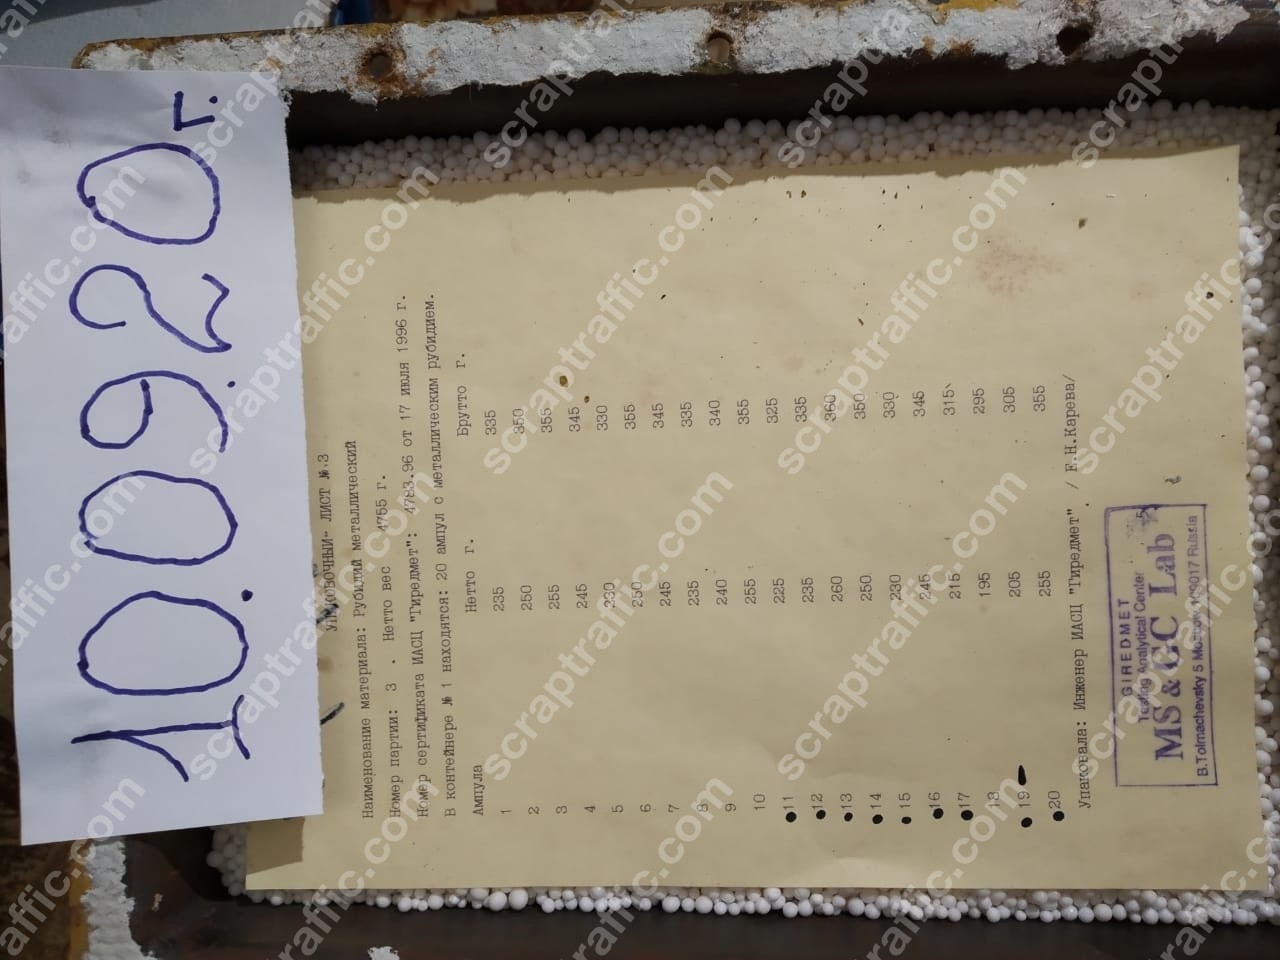 10.09.20г.
УПАКОВОЧНЫЙ ЛИСТ № 3
Наименование материала: Рубидий металлический
Номер партии: 3 . Нетто вес 4755 г.
Номер сертификата ИАСЦ "Гиредмет": 4783.96 от 17 июля 1996 г.
В контейнере № 1 находятся: 20 ампул с металлическим рубидием.
Ампула Нетто г. Брутто г.
1 235 335
2 250 350
3 255 355
4 245 345
5 230 330
6 250 355
7 245 345
8 235 335
9 240 340
10 255 355
11 225 325
12 235 335
13 260 360
14 250 350
15 230 330
16 245 345
17 215 315
18 195 295
19 205 305
20 255 355
Упаковала: Инженер ИАСЦ "Гиредмет" / Е.Н.Карева/
GIREDMET
Testing Analytical Center
MS & GC Lab
B.Tolmachevsky 5 Moscow 109017 Russia
scraptraffic.com